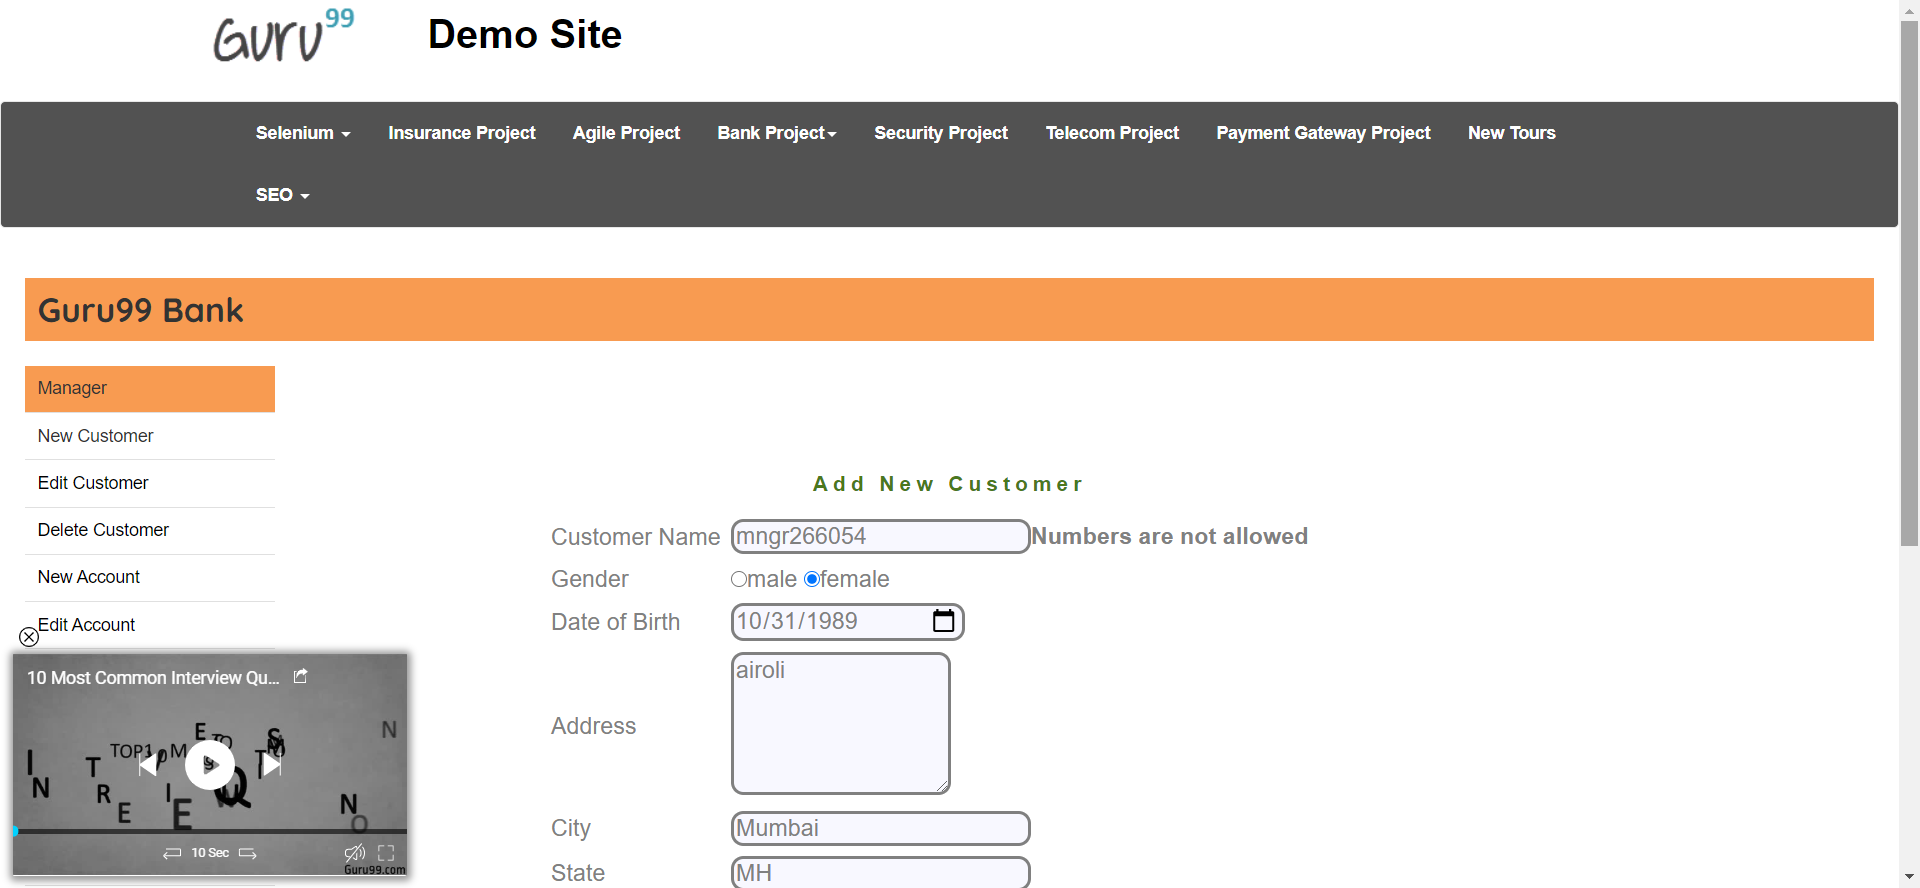 Guru99
Demo Site
Selenium
Insurance Project
Agile Project
Bank Project
Security Project
Telecom Project
Payment Gateway Project
New Tours
SEO
Guru99 Bank
Manager
New Customer
Edit Customer
Delete Customer
New Account
Edit Account
Add New Customer
Customer Name mngr266054 Numbers are not allowed
Gender male female
Date of Birth 10/31/1989
Address airoli
City Mumbai
State MH
10 Most Common Interview Qu...
10 Sec
Guru99.com